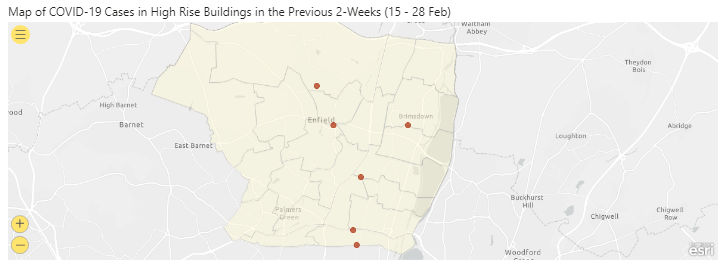 Map of COVID-19 Cases in High Rise Buildings in the Previous 2-Weeks (15 - 28 Feb)
Waltham
Abbey
Theydon
Bois
High Barnet
ood
Barnet
Enfield
Brimsdown
Abridge
Loughton
East Barnet
Palmers
Green
Buckhurst
Hill
Chigwell
Chigwell
Row
Woodford
esri